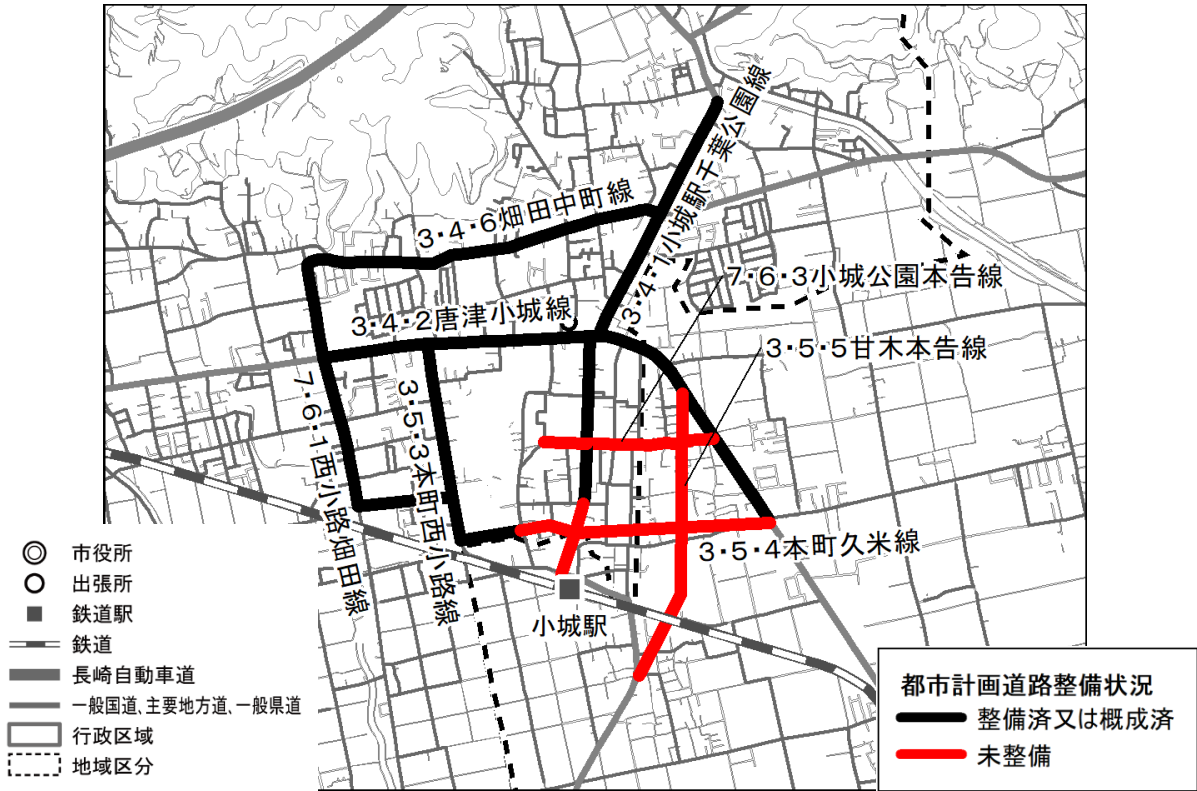 3・4・1小城駅千葉公園線
3・4・6畑田中町線
7・6・3小城公園本告線
3・4・2唐津小城線
3・5・5甘木本告線
7・6・1西小路畑田線
3・5・3本町西小路線
3・5・4本町久米線
小城駅
市役所
出張所
鉄道駅
鉄道
長崎自動車道
一般国道、主要地方道、一般県道
行政区域
地域区分
都市計画道路整備状況
整備済又は概成済
未整備